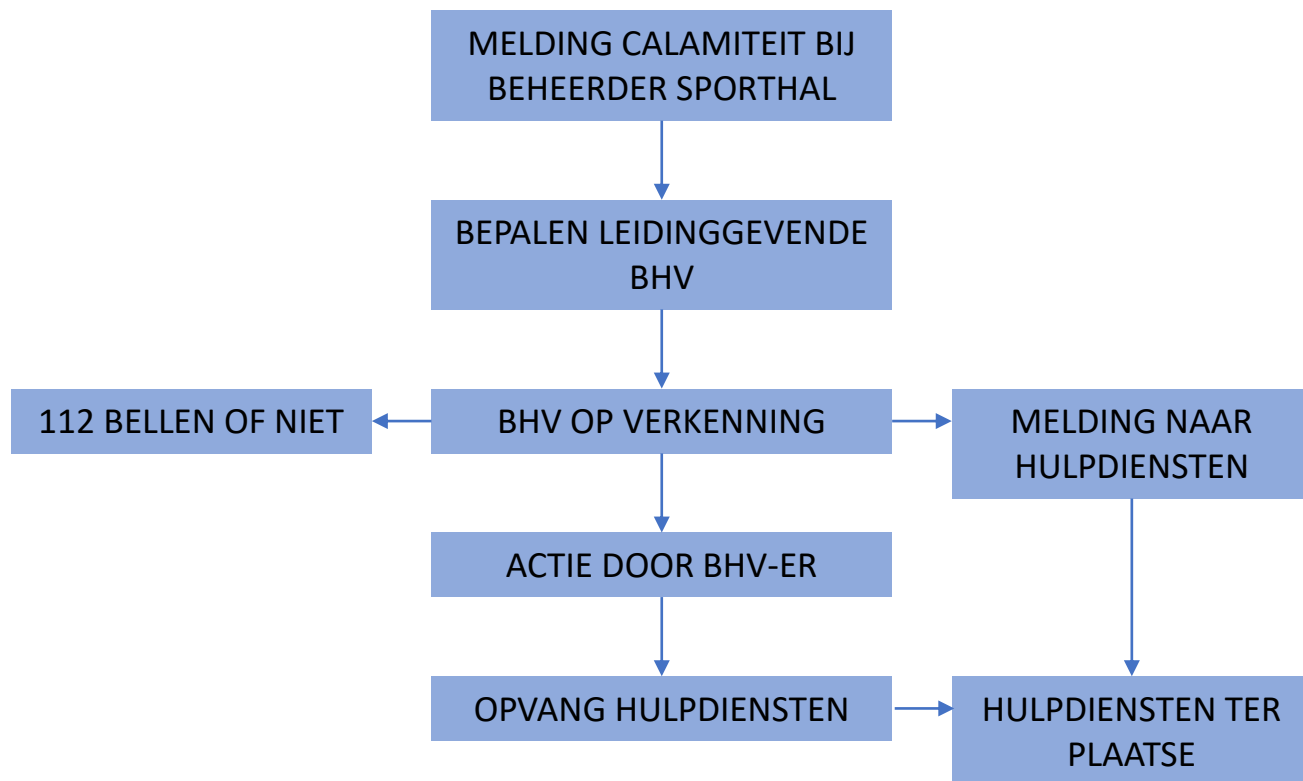 MELDING CALAMITEIT BIJ
BEHEERDER SPORTHAL
BEPALEN LEIDINGGEVENDE
BHV
112 BELLEN OF NIET
BHV OP VERKENNING
MELDING NAAR
HULPDIENSTEN
ACTIE DOOR BHV-ER
OPVANG HULPDIENSTEN
HULPDIENSTEN TER
PLAATSE